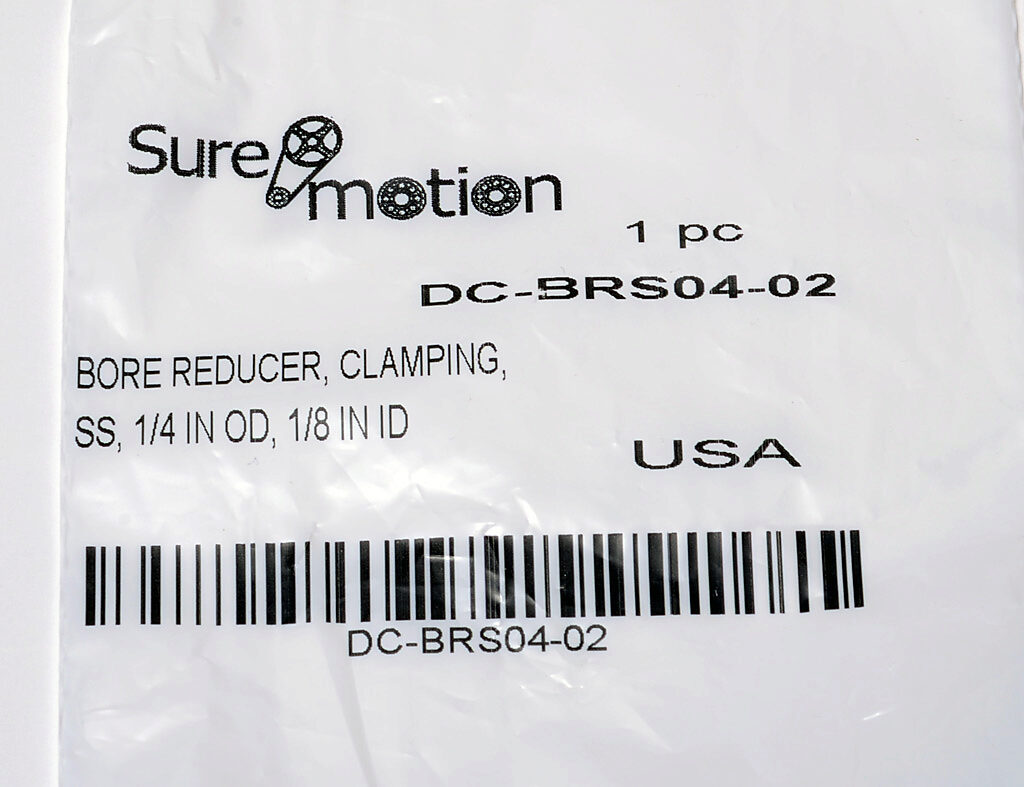 Sure motion
1 pc
DC-BRS04-02
BORE REDUCER, CLAMPING,
SS, 1/4 IN OD, 1/8 IN ID
USA
DC-BRS04-02